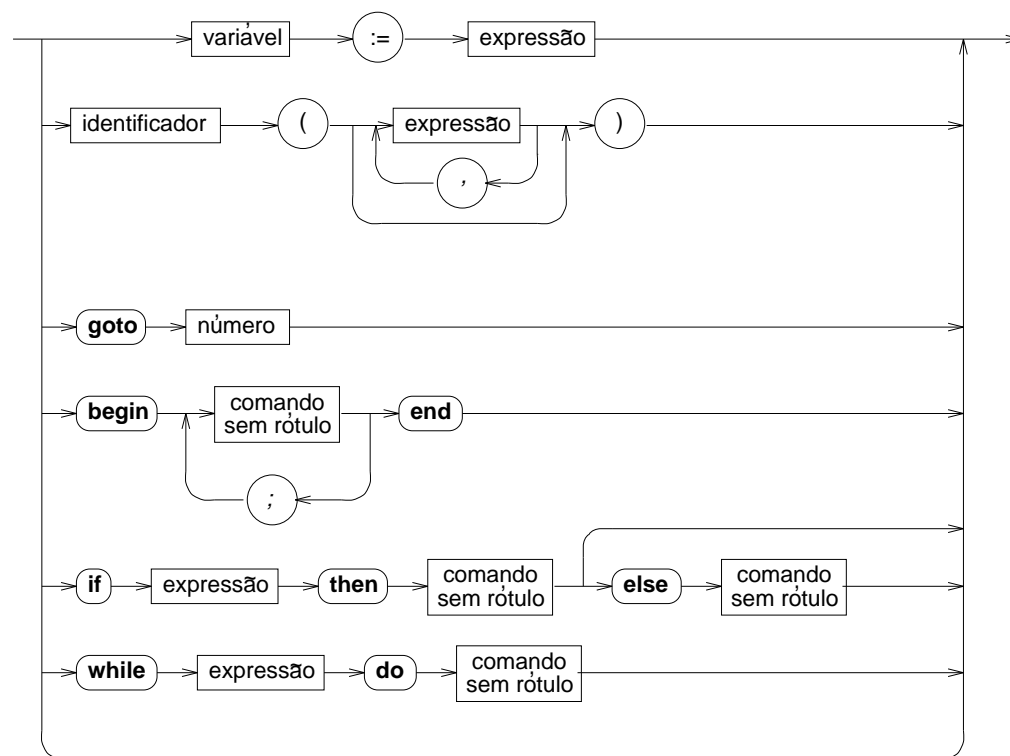 variável := expressão
identificador ( expressão )
,
goto número
begin comando sem rótulo end
;
if expressão then comando sem rótulo else comando sem rótulo
while expressão do comando sem rótulo